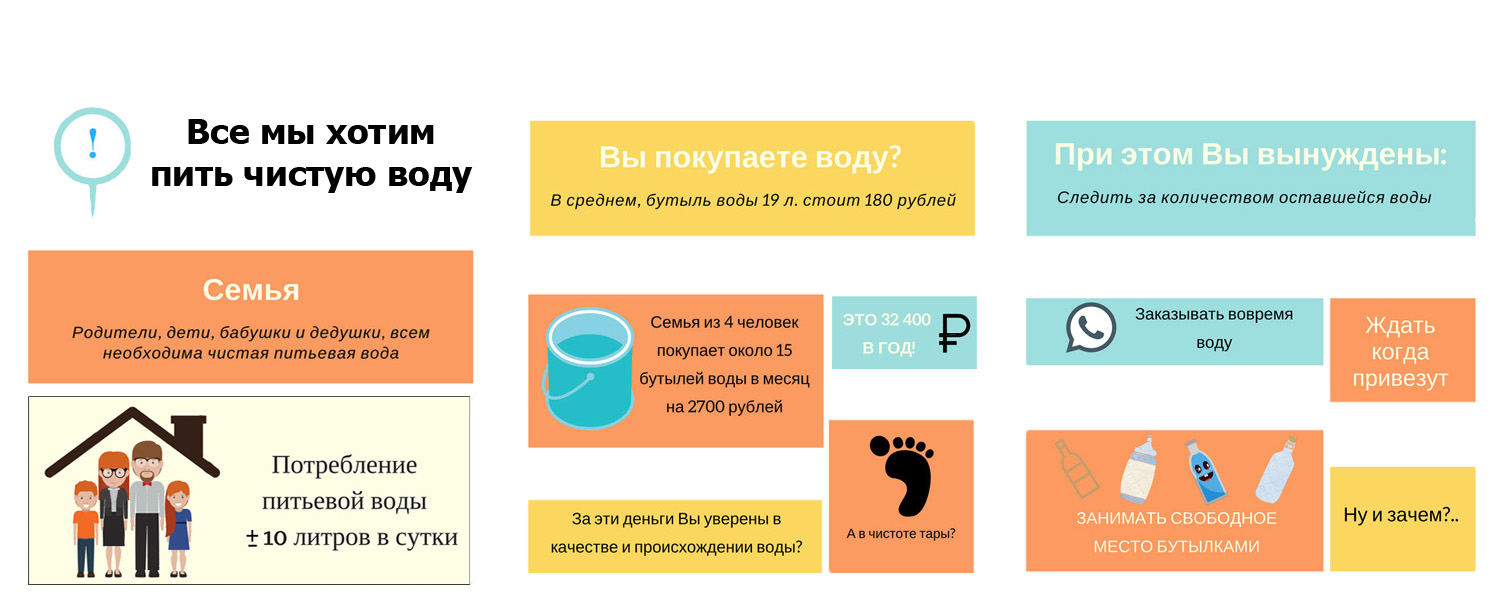 !
Все мы хотим
пить чистую воду
Семья
Родители, дети, бабушки и дедушки, всем
необходима чистая питьевая вода
Потребление
питьевой воды
± 10 литров в сутки
Вы покупаете воду?
В среднем, бутыль воды 19 л. стоит 180 рублей
Семья из 4 человек
покупает около 15
бутылей воды в месяц
на 2700 рублей
ЭТО 32 400
В ГОД!
₽
За эти деньги Вы уверены в
качестве и происхождении воды?
А в чистоте тары?
При этом Вы вынуждены:
Следить за количеством оставшейся воды
Заказывать вовремя
воду
Ждать
когда
привезут
ЗАНИМАТЬ СВОБОДНОЕ
МЕСТО БУТЫЛКАМИ
Ну и зачем?..